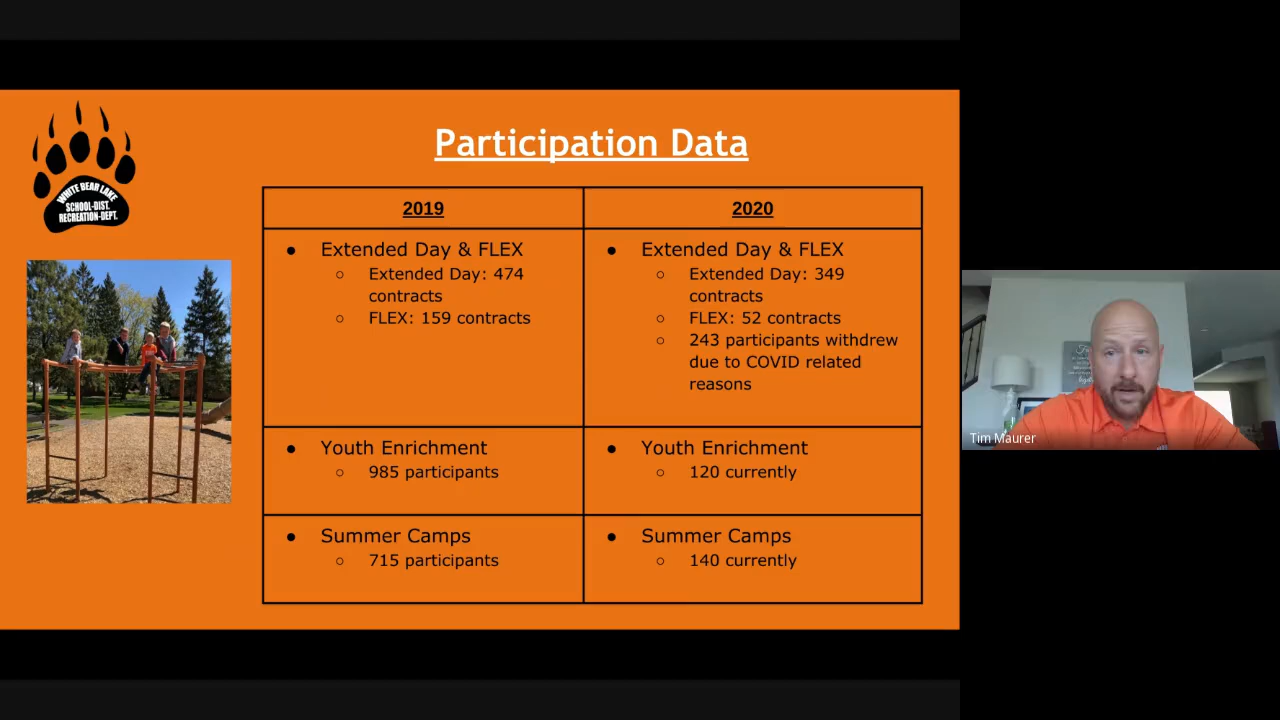 WHITE BEAR LAKE
SCHOOL-DIST.
RECREATION-DEPT.
Participation Data
2019
2020
● Extended Day & FLEX
○ Extended Day: 474
contracts
○ FLEX: 159 contracts
● Extended Day & FLEX
○ Extended Day: 349
contracts
○ FLEX: 52 contracts
○ 243 participants withdrew
due to COVID related
reasons
● Youth Enrichment
○ 985 participants
● Youth Enrichment
○ 120 currently
● Summer Camps
○ 715 participants
● Summer Camps
○ 140 currently
Tim Maurer